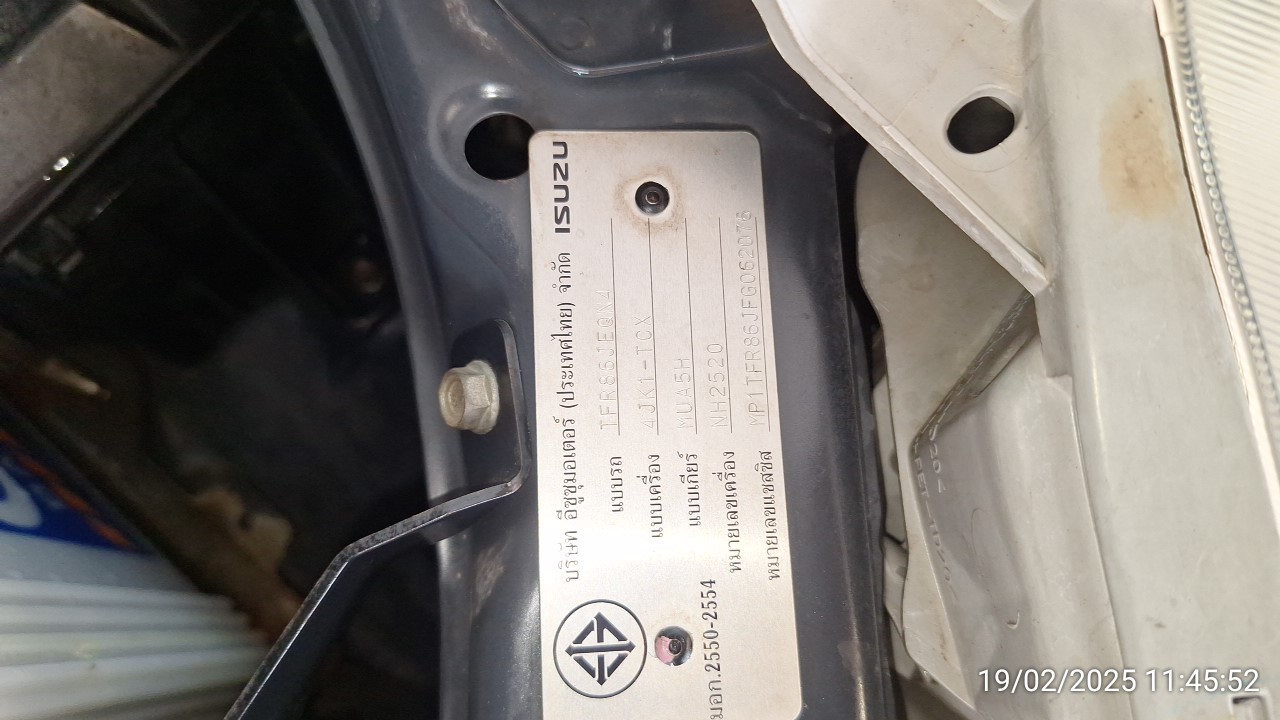 บริษัท อีซูซุมอเตอร์ (ประเทศไทย) จำกัด ISUZU
แบบรถ TFR86JEQN4
แบบเครื่อง 4JK1-TCX
แบบเกียร์ MUA5H
หมายเลขเครื่อง NH2520
หมายเลขแชสซิส MP1TFR86JFG062076
มอก.2550-2554
19/02/2025 11:45:52